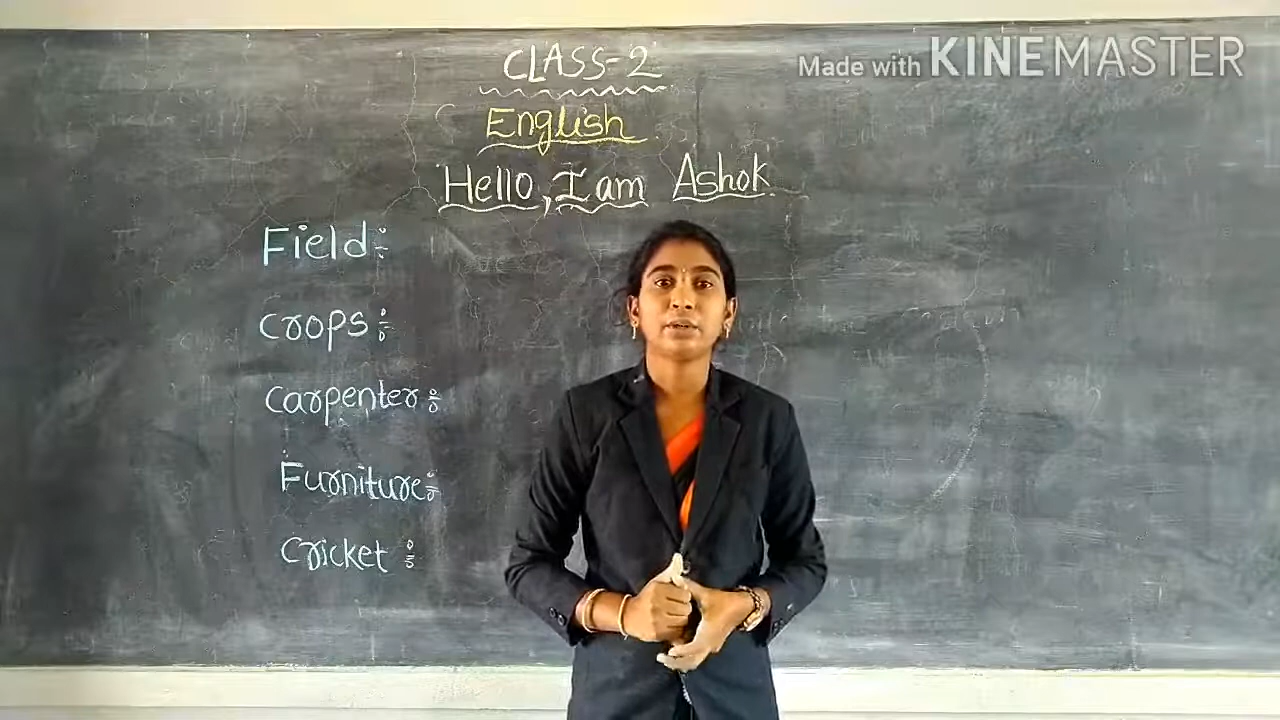 CLASS-2
Made with KINEMASTER
English
Hello, I am Ashok.
Field:-
Crops:-
Carpenter:-
Furniture:-
Cricket:-